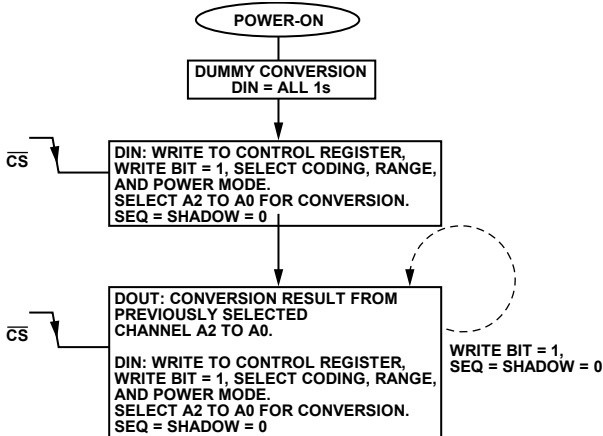 POWER-ON
DUMMY CONVERSION
DIN = ALL 1s
CS
DIN: WRITE TO CONTROL REGISTER,
WRITE BIT = 1, SELECT CODING, RANGE,
AND POWER MODE.
SELECT A2 TO A0 FOR CONVERSION.
SEQ = SHADOW = 0
CS
DOUT: CONVERSION RESULT FROM
PREVIOUSLY SELECTED
CHANNEL A2 TO A0.
DIN: WRITE TO CONTROL REGISTER,
WRITE BIT = 1, SELECT CODING, RANGE,
AND POWER MODE.
SELECT A2 TO A0 FOR CONVERSION.
SEQ = SHADOW = 0
WRITE BIT = 1,
SEQ = SHADOW = 0